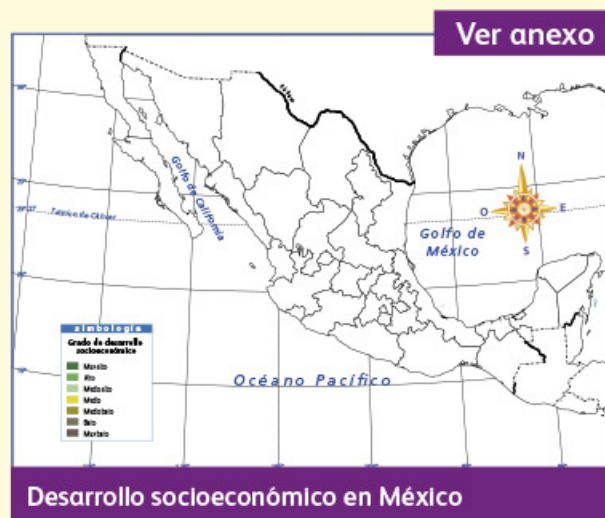 Ver anexo
N
O
E
S
Golfo de California
Trópico de Cáncer
Golfo de
México
simbología
Grado de desarrollo
socioeconómico
Muy alto
Alto
Medio alto
Medio
Medio bajo
Bajo
Muy bajo
Océano Pacífico
Desarrollo socioeconómico en México